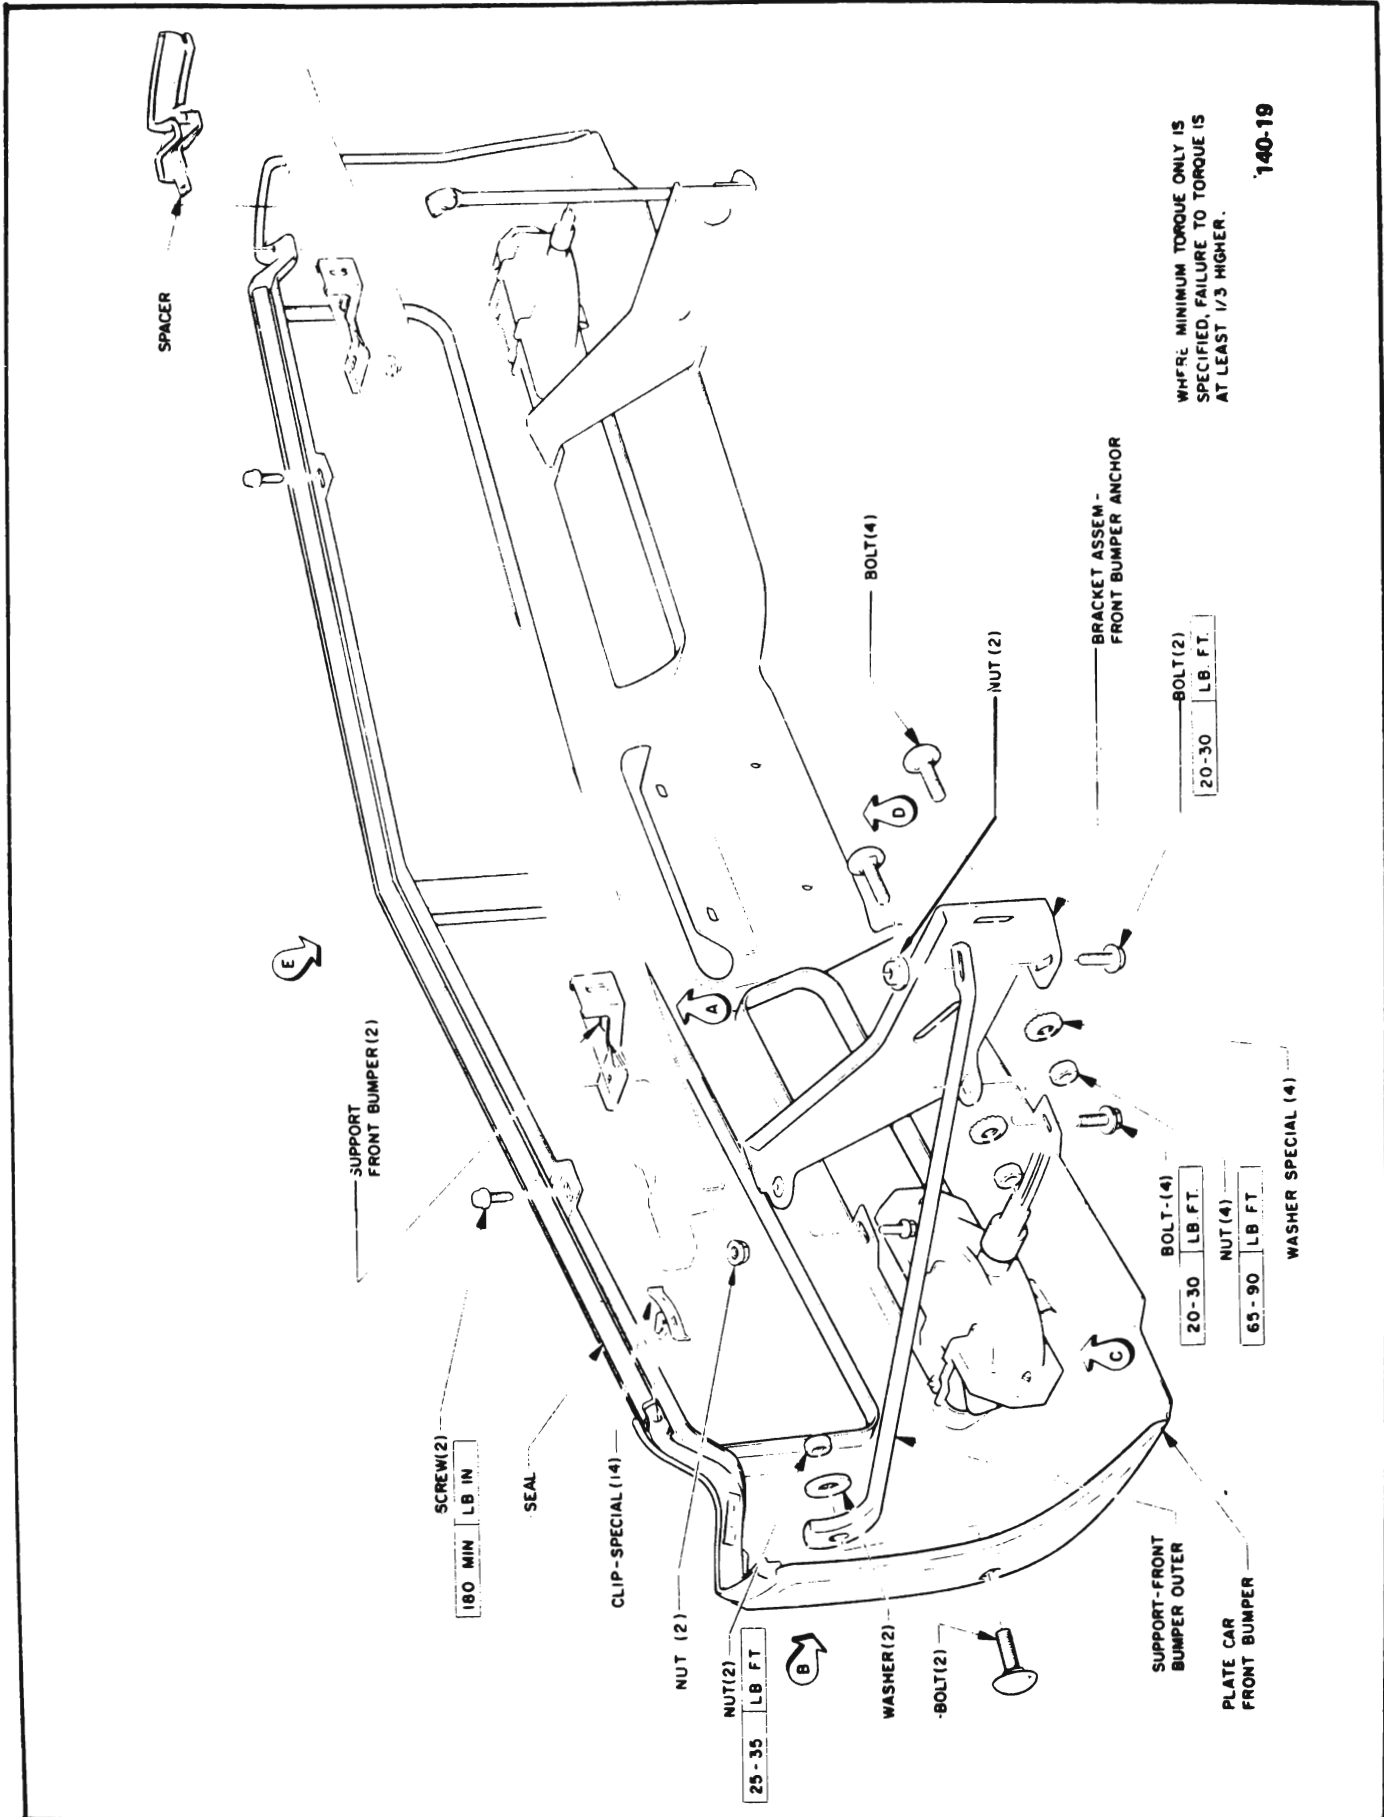 SPACER
E
SUPPORT
FRONT BUMPER(2)
SCREW(2)
180 MIN LB IN
SEAL
CLIP-SPECIAL(14)
NUT (2)
NUT(2)
25-35 LB FT
B
WASHER(2)
BOLT(2)
SUPPORT-FRONT
BUMPER OUTER
PLATE CAR
FRONT BUMPER
A
D
C
BOLT(4)
NUT (2)
BRACKET ASSEM-
FRONT BUMPER ANCHOR
BOLT(2)
20-30 LB. FT.
BOLT-(4)
20-30 LB. FT.
NUT(4)
65-90 LB FT
WASHER SPECIAL (4)
WHERE MINIMUM TORQUE ONLY IS
SPECIFIED, FAILURE TO TORQUE IS
AT LEAST 1/3 HIGHER.
140-19